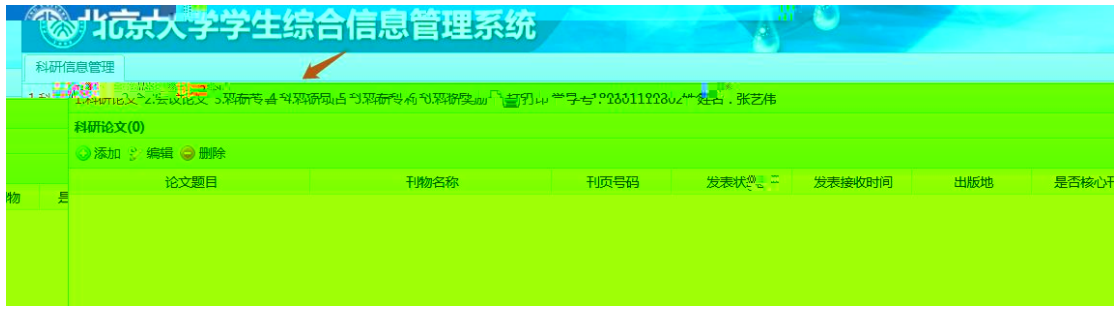 北京大学学生综合信息管理系统
科研信息管理
1.科研论文 2.会议论文 3.科研专著 4.科研项目 5.科研专利 6.科研奖励 打印 学号: 姓名: 张艺伟
科研论文(0)
添加 编辑 删除
论文题目 刊物名称 刊页号码 发表状 发表接收时间 出版地 是否核心刊
物 是